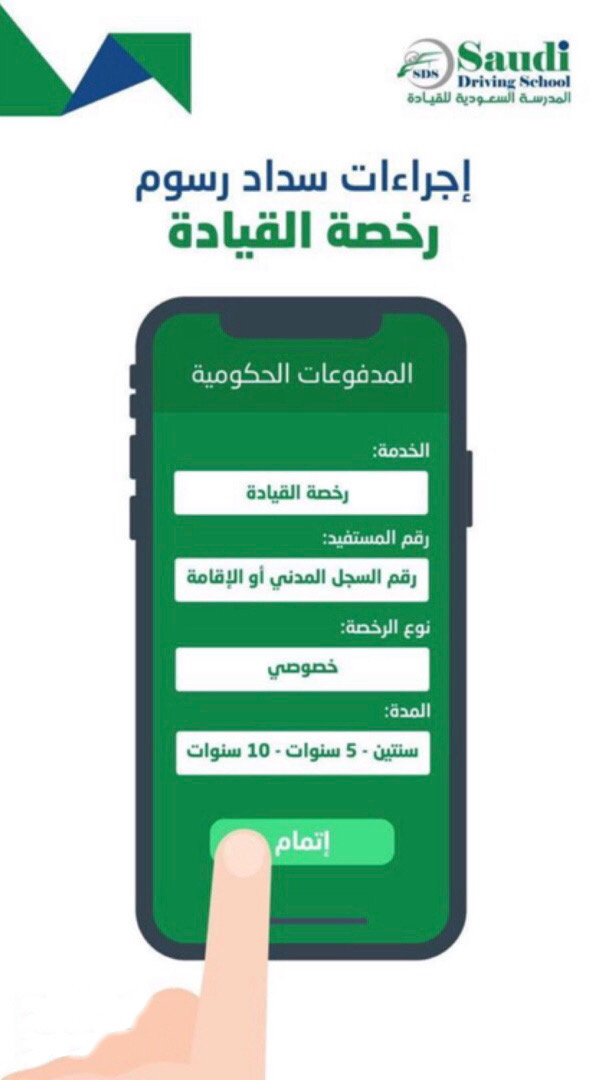 SDS
Saudi
Driving School
المدرسة السعودية للقيادة
إجراءات سداد رسوم
رخصة القيادة
المدفوعات الحكومية
الخدمة:
رخصة القيادة
رقم المستفيد:
رقم السجل المدني أو الإقامة
نوع الرخصة:
خصوصي
المدة:
سنتين - 5 سنوات - 10 سنوات
إتمام